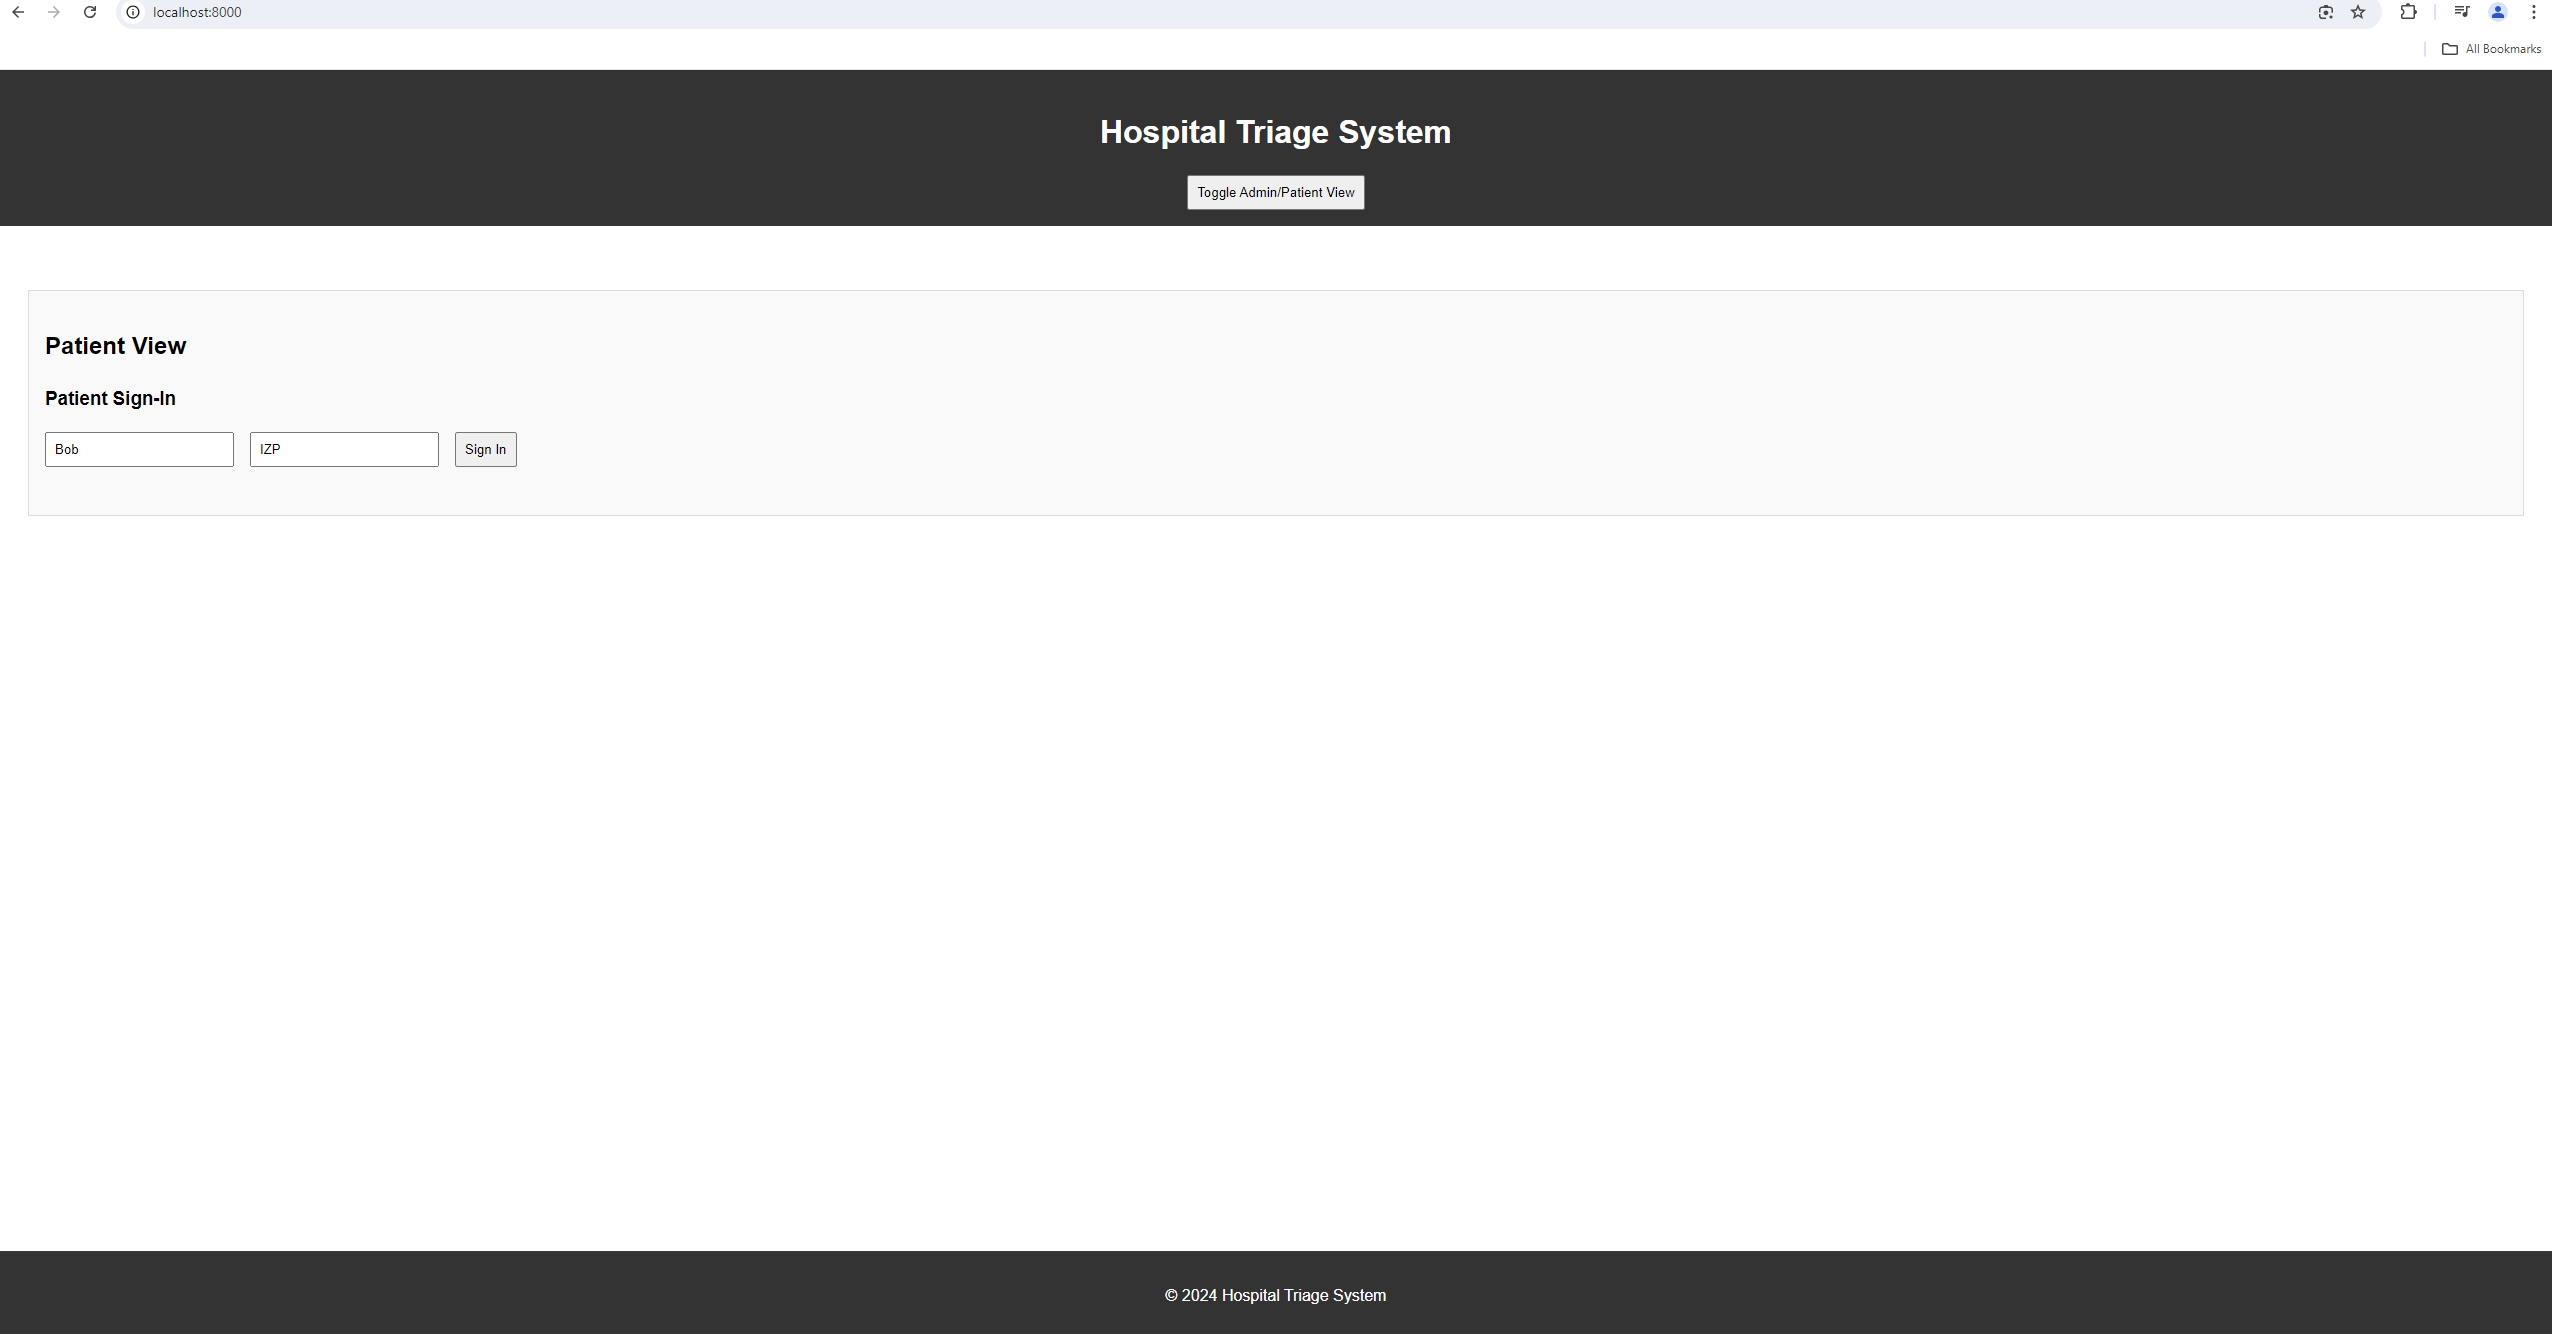 localhost:8000
All Bookmarks
Hospital Triage System
Toggle Admin/Patient View
Patient View
Patient Sign-In
Bob IZP Sign In
© 2024 Hospital Triage System